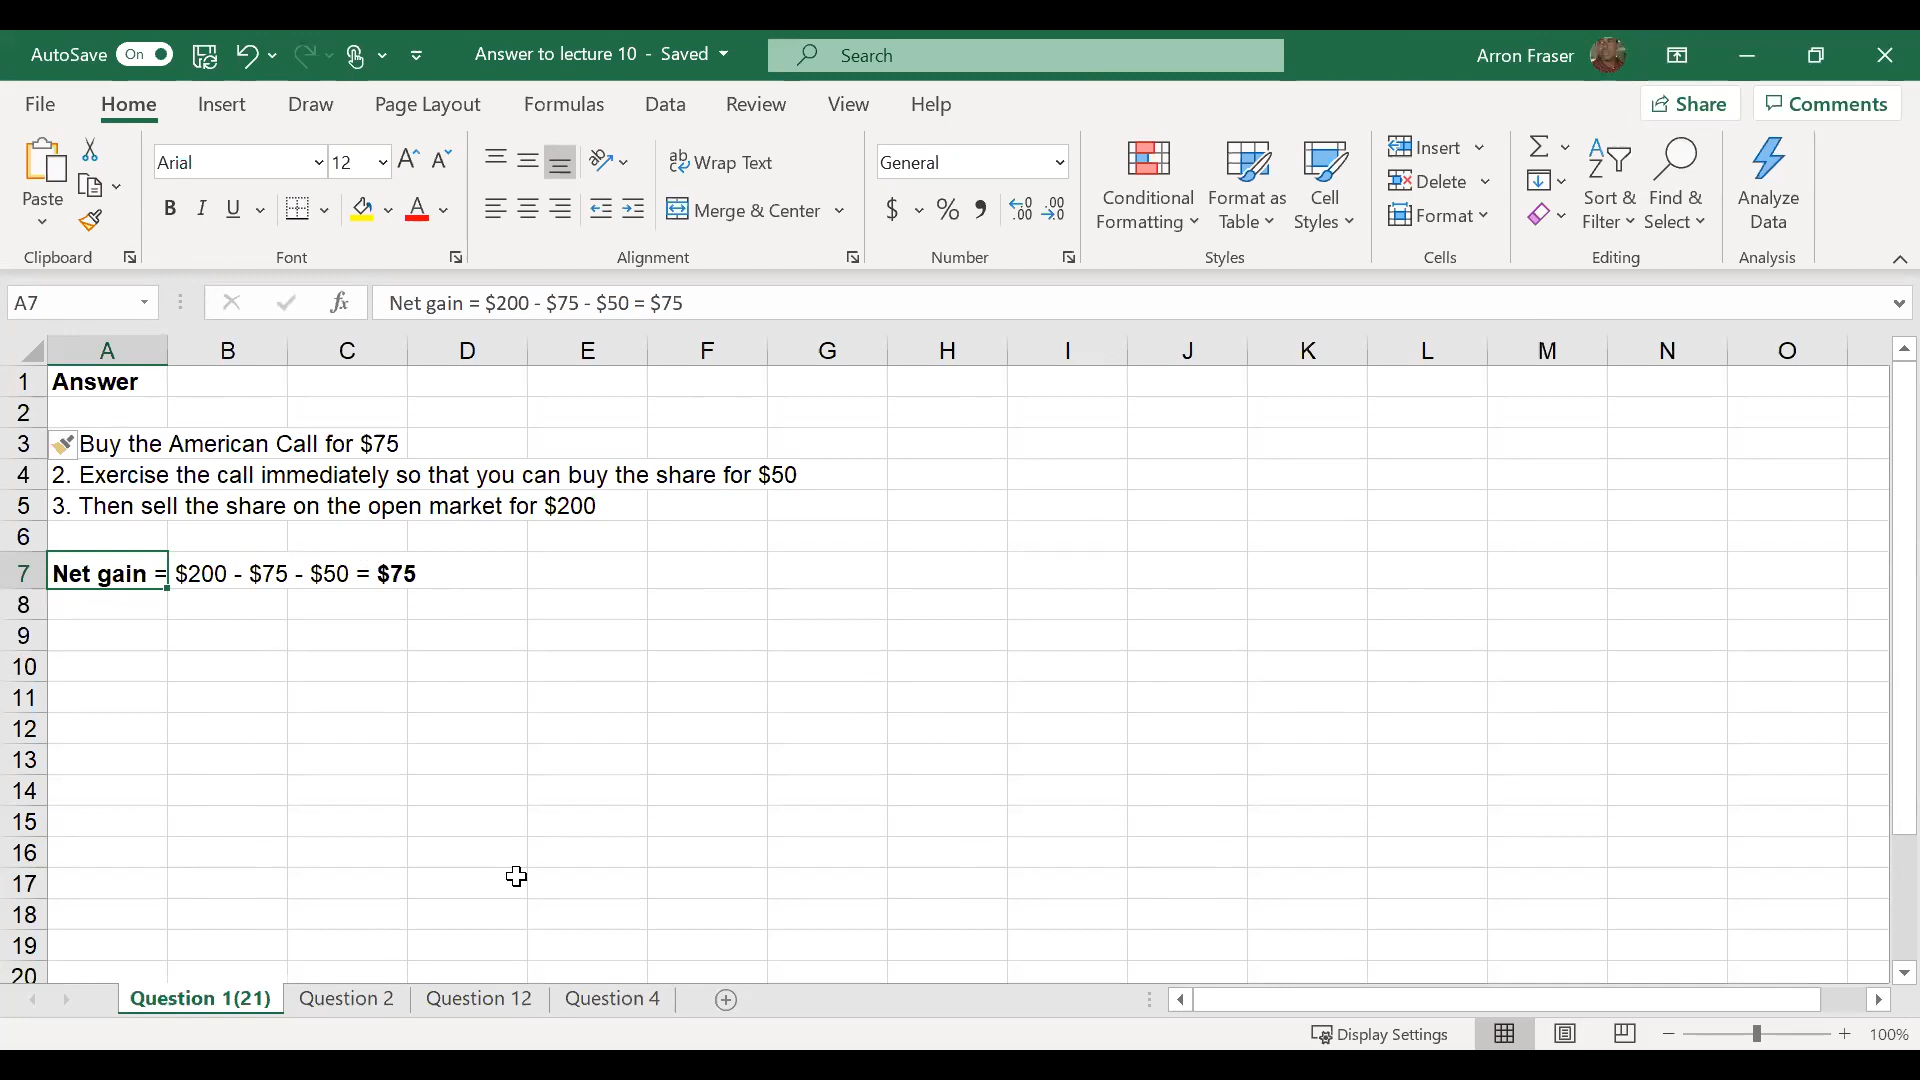 AutoSave On Answer to lecture 10 - Saved Search Arron Fraser
File Home Insert Draw Page Layout Formulas Data Review View Help Share Comments
Paste
Clipboard
Arial 12
B I U A
Font
ab Wrap Text
Merge & Center
Alignment
General
$ % 9
Number
Conditional Formatting
Format as Table
Cell Styles
Styles
Insert
Delete
Format
Cells
Sort & Filter
Find & Select
Editing
Analyze Data
Analysis
A7 fx Net gain = $200 - $75 - $50 = $75
A B C D E F G H I J K L M N O
1 Answer
2
3 Buy the American Call for $75
4 2. Exercise the call immediately so that you can buy the share for $50
5 3. Then sell the share on the open market for $200
6
7 Net gain = $200 - $75 - $50 = $75
8
9
10
11
12
13
14
15
16
17
18
19
20
Question 1(21) Question 2 Question 12 Question 4
Display Settings 100%